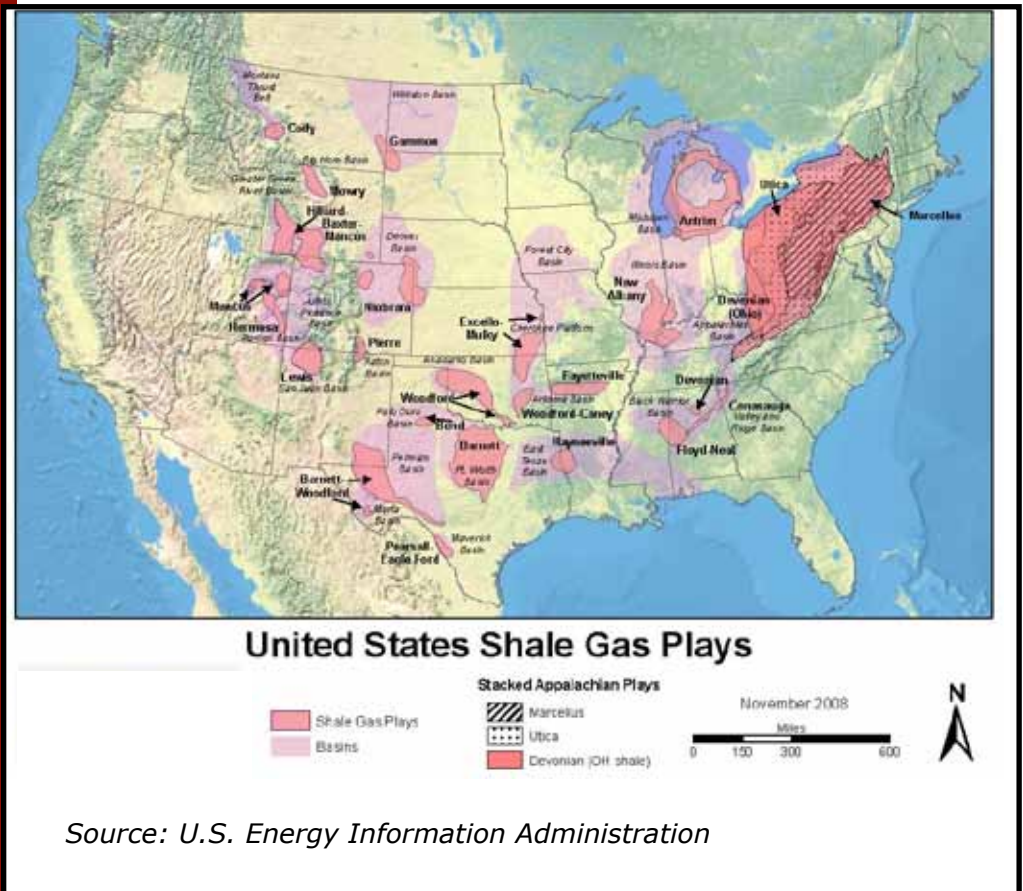 Montana
Thrust
Belt
Cody
Williston Basin
Gammon
Big Horn Basin
Greater Green
River Basin
Mowry
Hilliard-
Baxter-
Mancus
Denver
Basin
Niobrara
Mancus
Uinta
Basin
Hermosa
Paradox Basin
Pierre
Raton
Basin
Lewis
San Juan Basin
Forest City
Basin
Excello-
Mulky
Cherokee Platform
Anadarko Basin
Woodford
Palo Duro
Basin
Bend
Barnett
Ft. Worth
Basin
Permian
Basin
Barnett-
Woodford
Marfa
Basin
Pearsall-
Eagle Ford
Maverick
Basin
Fayetteville
Arkoma Basin
Woodford-Caney
Haynesville
East
Texas
Basin
Michigan
Basin
Antrim
Illinois Basin
New
Albany
Utica
Marcellus
Devonian
(Ohio)
Appalachian
Basin
Devonian
Black Warrior
Basin
Conasauga
Valley and
Ridge Basin
Floyd-Neal
United States Shale Gas Plays
Shale Gas Plays
Basins
Stacked Appalachian Plays
Marcellus
Utica
Devonian (OH shale)
November 2008
Miles
0 150 300 600
N
Source: U.S. Energy Information Administration